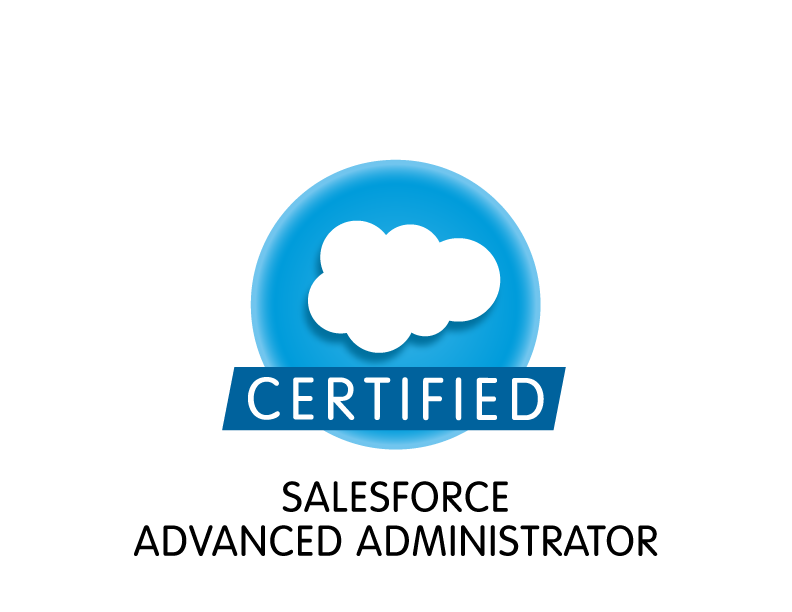 CERTIFIED
SALESFORCE
ADVANCED ADMINISTRATOR